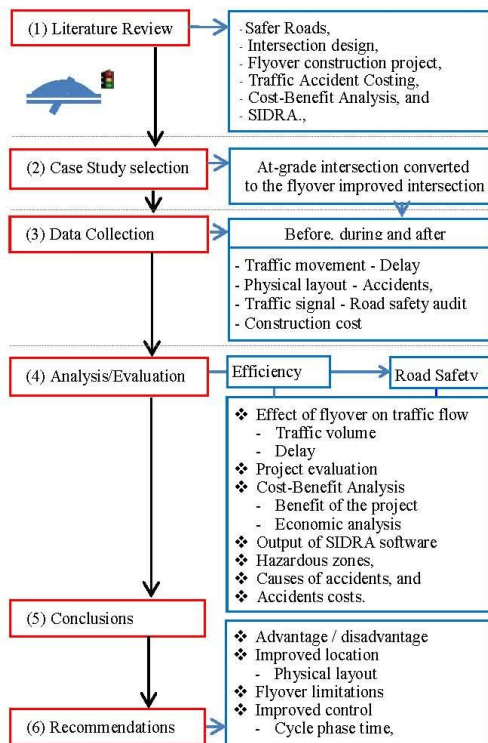 (1) Literature Review
- Safer Roads,
- Intersection design,
- Flyover construction project,
- Traffic Accident Costing,
- Cost-Benefit Analysis, and
- SIDRA.,
(2) Case Study selection
At-grade intersection converted
to the flyover improved intersection
(3) Data Collection
Before, during and after
- Traffic movement - Delay
- Physical layout - Accidents,
- Traffic signal - Road safety audit
- Construction cost
(4) Analysis/Evaluation
Efficiency
Road Safety
❖ Effect of flyover on traffic flow
- Traffic volume
- Delay
❖ Project evaluation
❖ Cost-Benefit Analysis
- Benefit of the project
- Economic analysis
❖ Output of SIDRA software
❖ Hazardous zones,
❖ Causes of accidents, and
❖ Accidents costs.
(5) Conclusions
❖ Advantage / disadvantage
❖ Improved location
- Physical layout
❖ Flyover limitations
❖ Improved control
- Cycle phase time,
(6) Recommendations